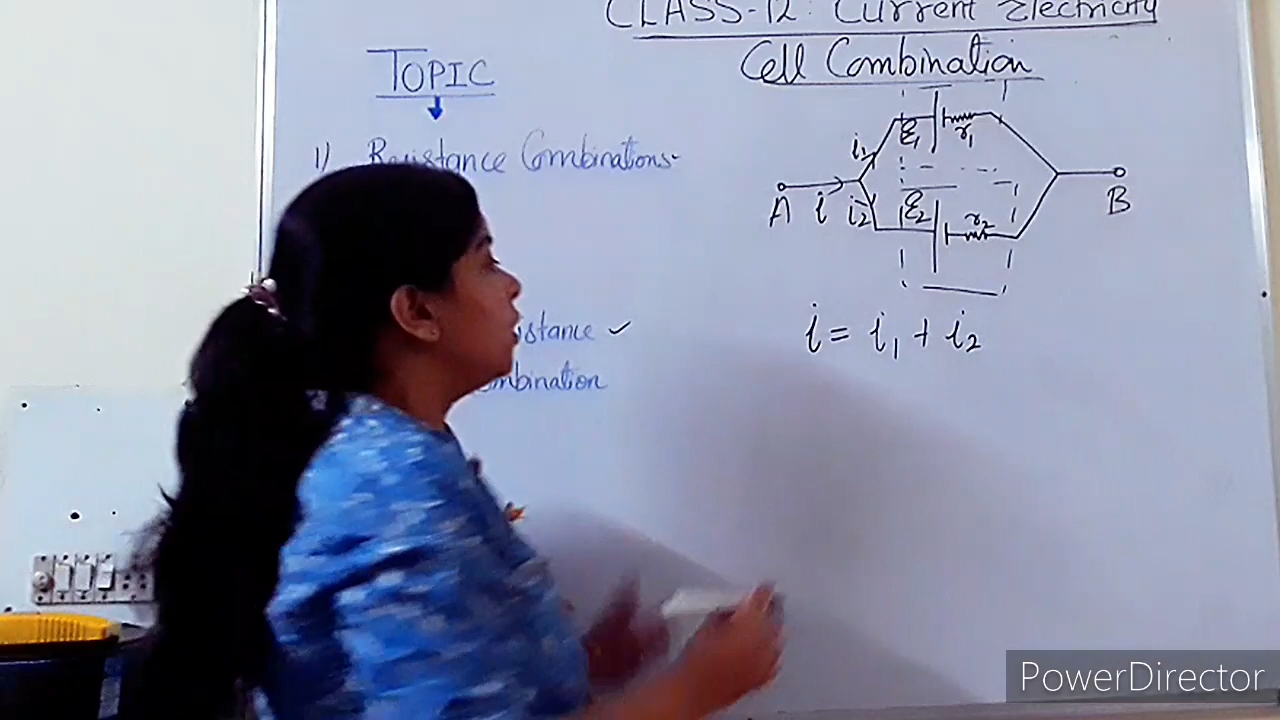 CLASS-12: Current Electricity
Cell Combination
TOPIC
1) Resistance Combinations-
istance ✓
mbination
i₁ ℰ₁ r₁
A i i₂ ℰ₂ r₂ B
i = i₁ + i₂
PowerDirector